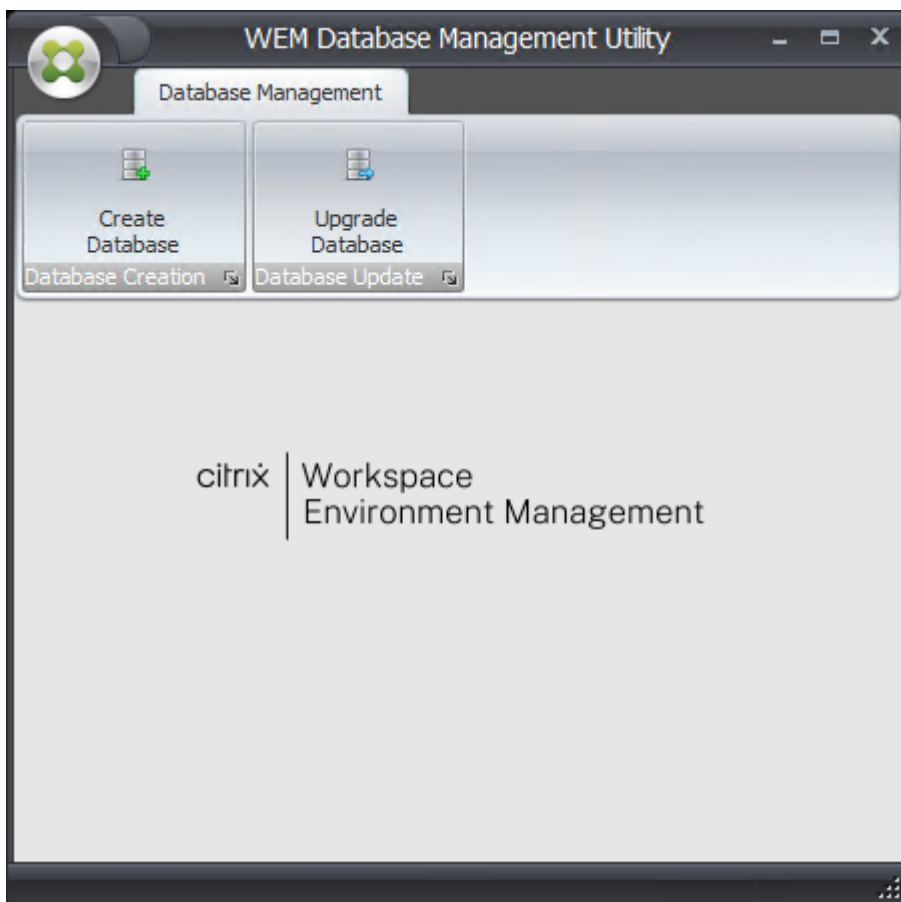 WEM Database Management Utility
Database Management
Create
Database
Upgrade
Database
Database Creation
Database Update
citrix
Workspace
Environment Management